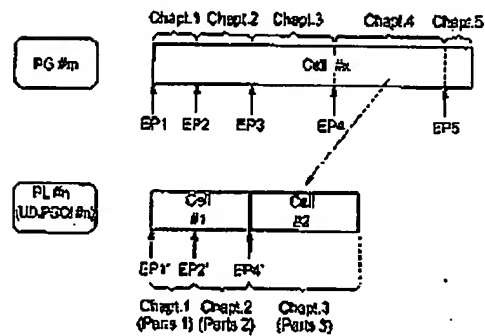 Chapt.1 Chapt.2 Chapt.3 Chapt.4 Chapt.5
PG #m
Cell #x
EP1 EP2 EP3 EP4 EP5
PL #n
(UD_PGCI #n)
Cell #1
Cell #2
EP1' EP2' EP4'
Chapt.1 Chapt.2 Chapt.3
(Parts 1) (Parts 2) (Parts 3)